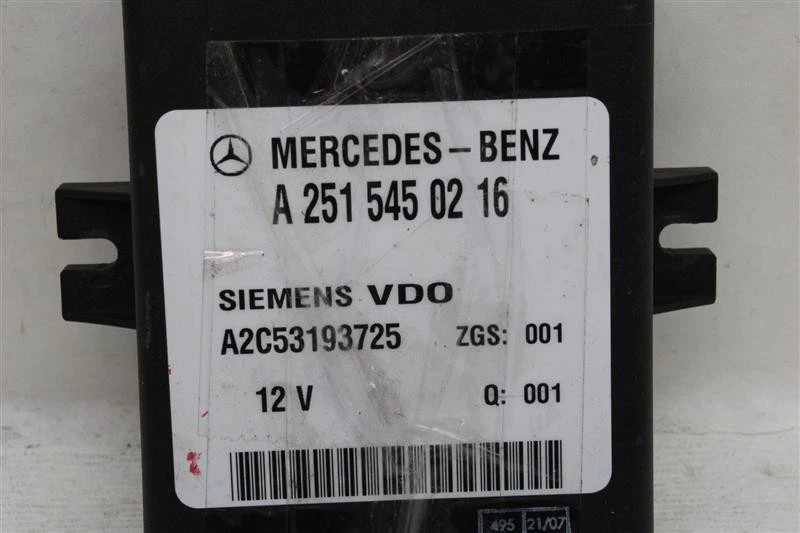 MERCEDES-BENZ
A 251 545 02 16
SIEMENS VDO
A2C53193725 ZGS: 001
12 V Q: 001
495 21/07